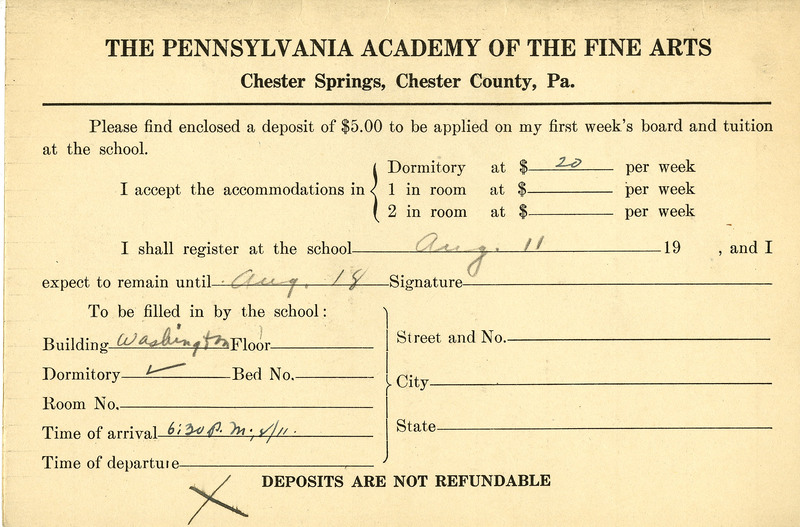 THE PENNSYLVANIA ACADEMY OF THE FINE ARTS
Chester Springs, Chester County, Pa.
Please find enclosed a deposit of $5.00 to be applied on my first week's board and tuition
at the school.
I accept the accommodations in
Dormitory at $ 20 per week
1 in room at $ per week
2 in room at $ per week
I shall register at the school Aug. 11 19 , and I
expect to remain until Aug. 18 Signature
To be filled in by the school:
Building Washington Floor
Dormitory ✓ Bed No.
Room No.
Time of arrival 6:30 P.M., 8/11.
Time of departure
Street and No.
City
State
DEPOSITS ARE NOT REFUNDABLE
X